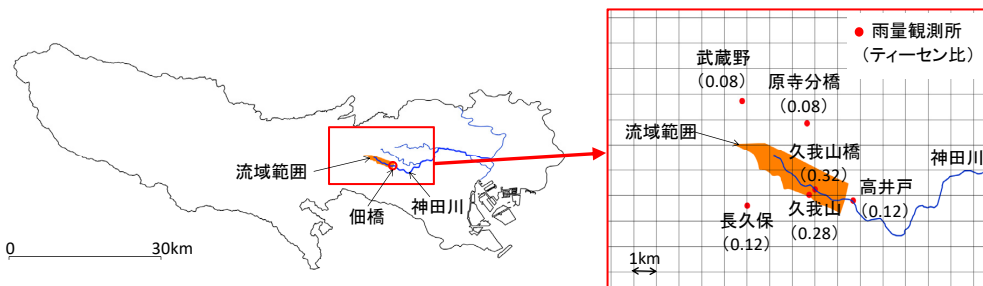 流域範囲
佃橋
神田川
0
30km
雨量観測所
(ティーセン比)
武蔵野
(0.08)
原寺分橋
(0.08)
流域範囲
久我山橋
(0.32)
神田川
高井戸
(0.12)
長久保
(0.12)
久我山
(0.28)
1km